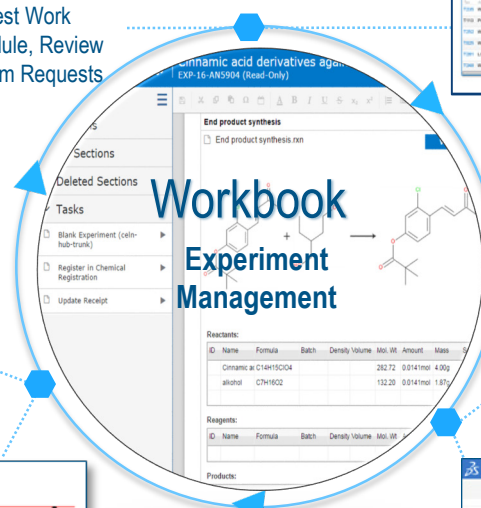 est Work
dule, Review
m Requests
Cinnamic acid derivatives aga
EXP-16-AN5904 (Read-Only)
End product synthesis
End product synthesis.rxn
Sections
Deleted Sections
Tasks
Blank Experiment (celn-
hub-trunk)
Register in Chemical
Registration
Update Receipt
Workbook
Experiment
Management
Cl
O
O
O
+
Reactants:
ID Name Formula Batch Density Volume Mol. Wt Amount Mass
Cinnamic ac C14H15ClO4 282.72 0.0141mol 4.00g
alkohol C7H16O2 132.20 0.0141mol 1.87g
Reagents:
ID Name Formula Batch Density Volume Mol. Wt
Products: